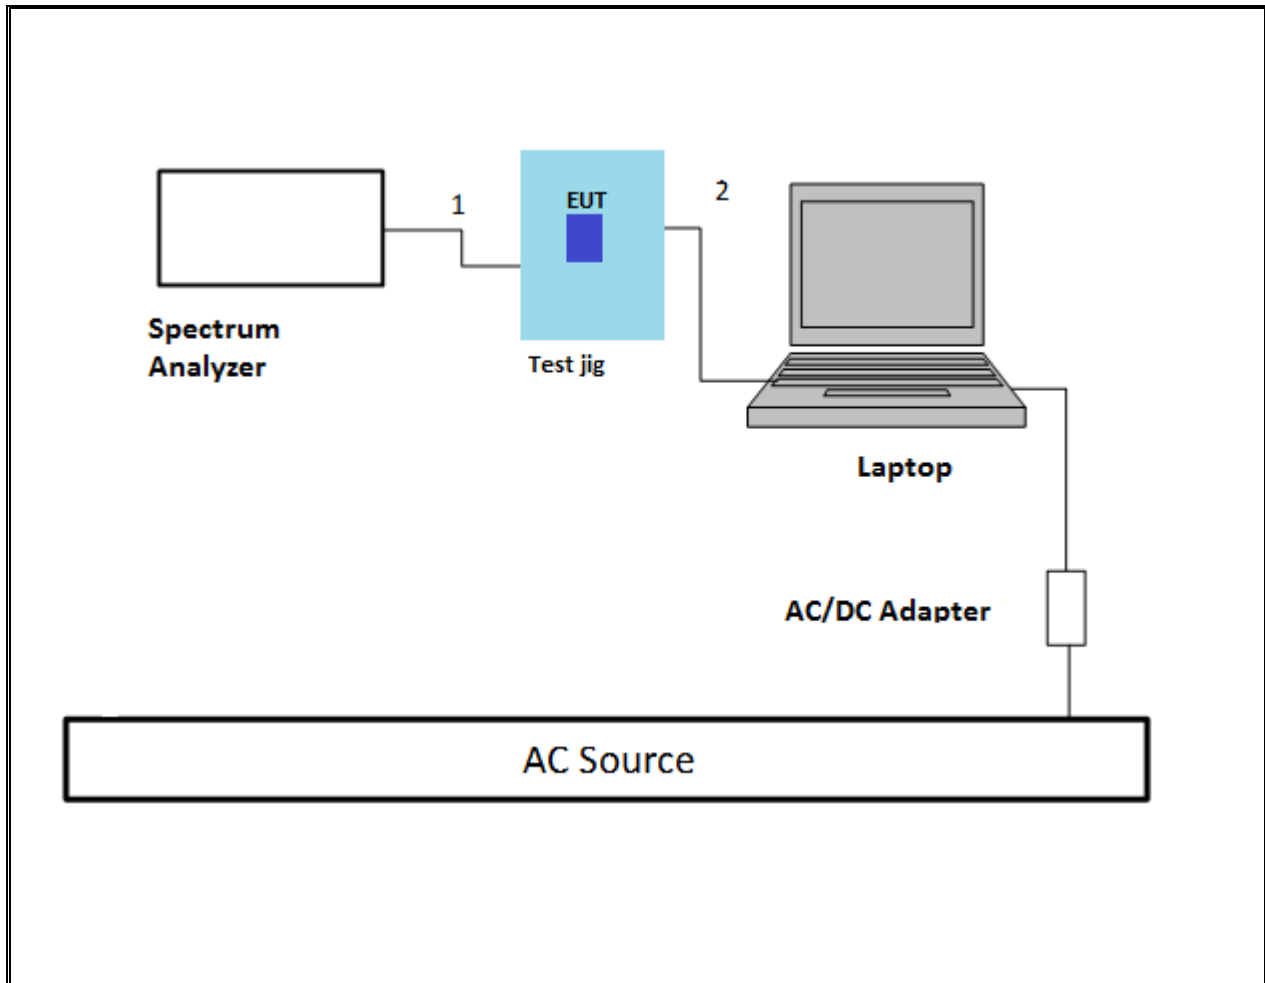 1
EUT
2
Spectrum
Analyzer
Test jig
Laptop
AC/DC Adapter
AC Source